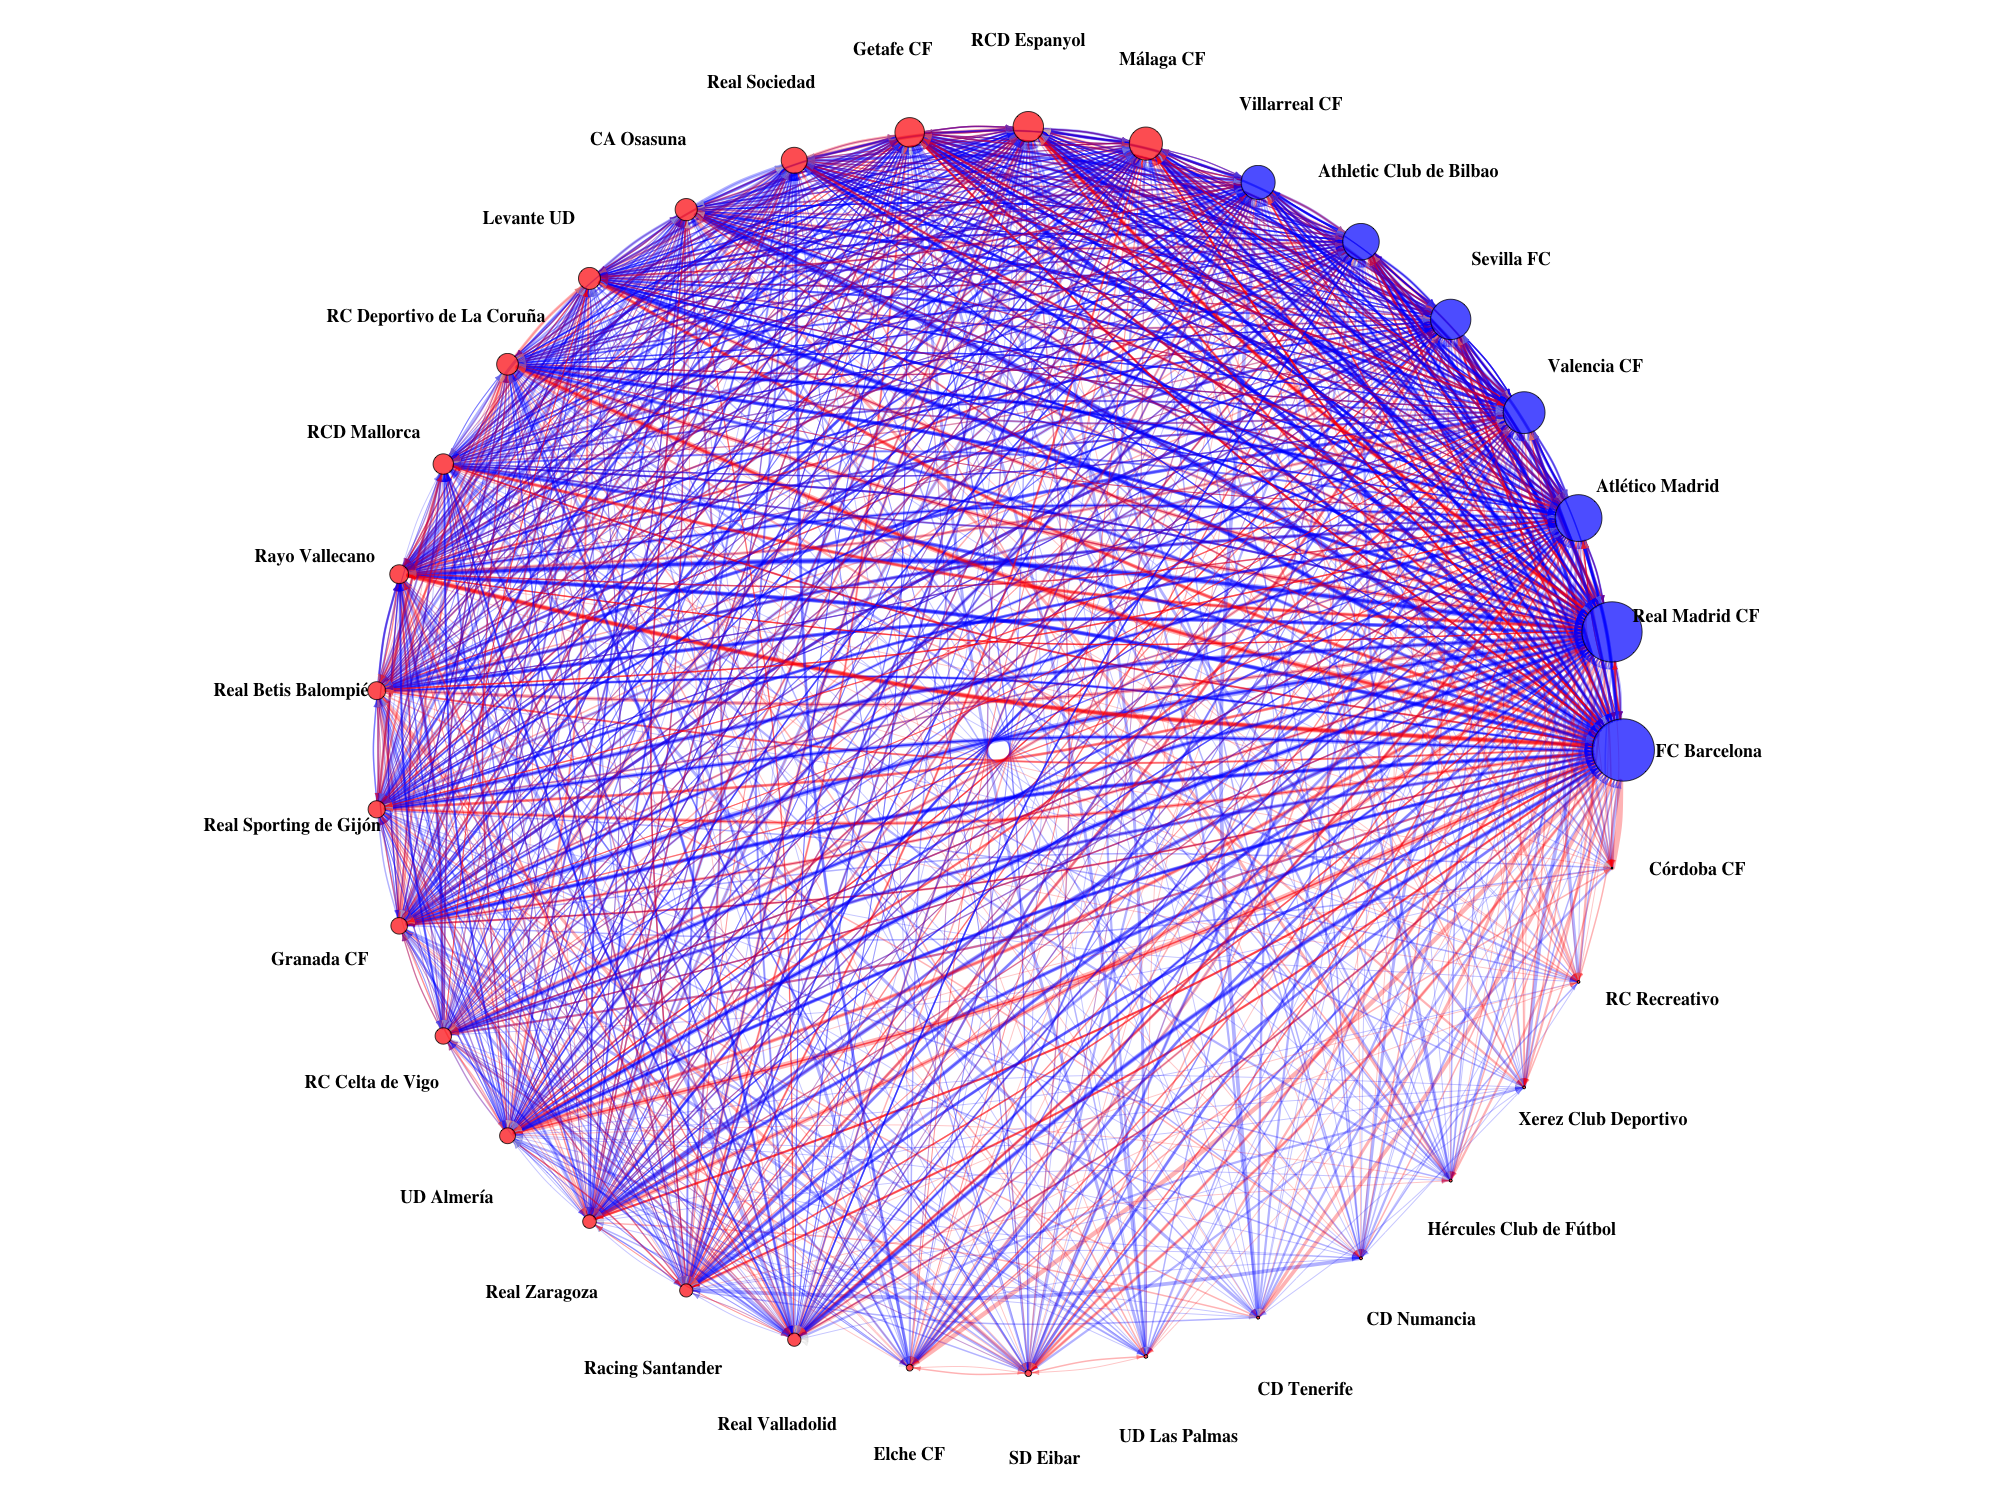 RCD Espanyol
Getafe CF
Málaga CF
Real Sociedad
Villarreal CF
CA Osasuna
Athletic Club de Bilbao
Levante UD
Sevilla FC
RC Deportivo de La Coruña
Valencia CF
RCD Mallorca
Atlético Madrid
Rayo Vallecano
Real Madrid CF
Real Betis Balompié
FC Barcelona
Real Sporting de Gijón
Córdoba CF
Granada CF
RC Recreativo
RC Celta de Vigo
Xerez Club Deportivo
UD Almería
Hércules Club de Fútbol
Real Zaragoza
CD Numancia
Racing Santander
CD Tenerife
Real Valladolid
UD Las Palmas
Elche CF
SD Eibar